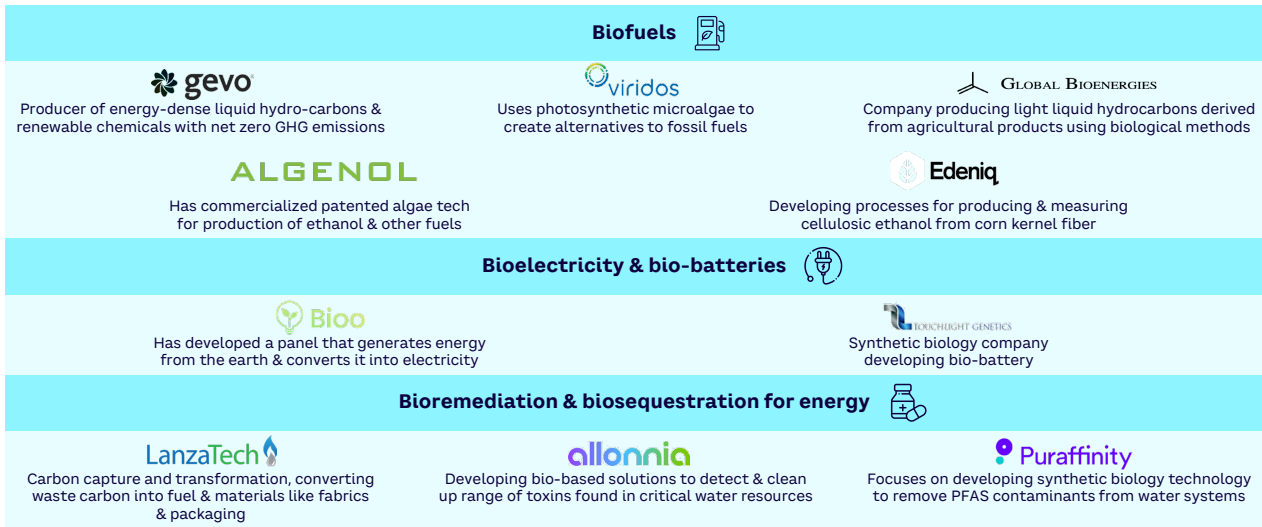 Biofuels
gevo
Producer of energy-dense liquid hydro-carbons &
renewable chemicals with net zero GHG emissions
viridos
Uses photosynthetic microalgae to
create alternatives to fossil fuels
GLOBAL BIOENERGIES
Company producing light liquid hydrocarbons derived
from agricultural products using biological methods
ALGENOL
Has commercialized patented algae tech
for production of ethanol & other fuels
Edeniq
Developing processes for producing & measuring
cellulosic ethanol from corn kernel fiber
Bioelectricity & bio-batteries
Bioo
Has developed a panel that generates energy
from the earth & converts it into electricity
TOUCHLIGHT GENETICS
Synthetic biology company
developing bio-battery
Bioremediation & biosequestration for energy
LanzaTech
Carbon capture and transformation, converting
waste carbon into fuel & materials like fabrics
& packaging
allonnia
Developing bio-based solutions to detect & clean
up range of toxins found in critical water resources
Puraffinity
Focuses on developing synthetic biology technology
to remove PFAS contaminants from water systems